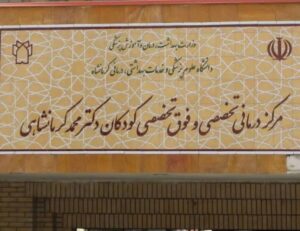 وزارت بهداشت، درمان و آموزش پزشکی
دانشگاه علوم پزشکی و خدمات بهداشتی، درمانی کرمانشاه
مرکز درمانی تخصصی و فوق تخصصی کودکان دکتر محمد کرمانشاهی